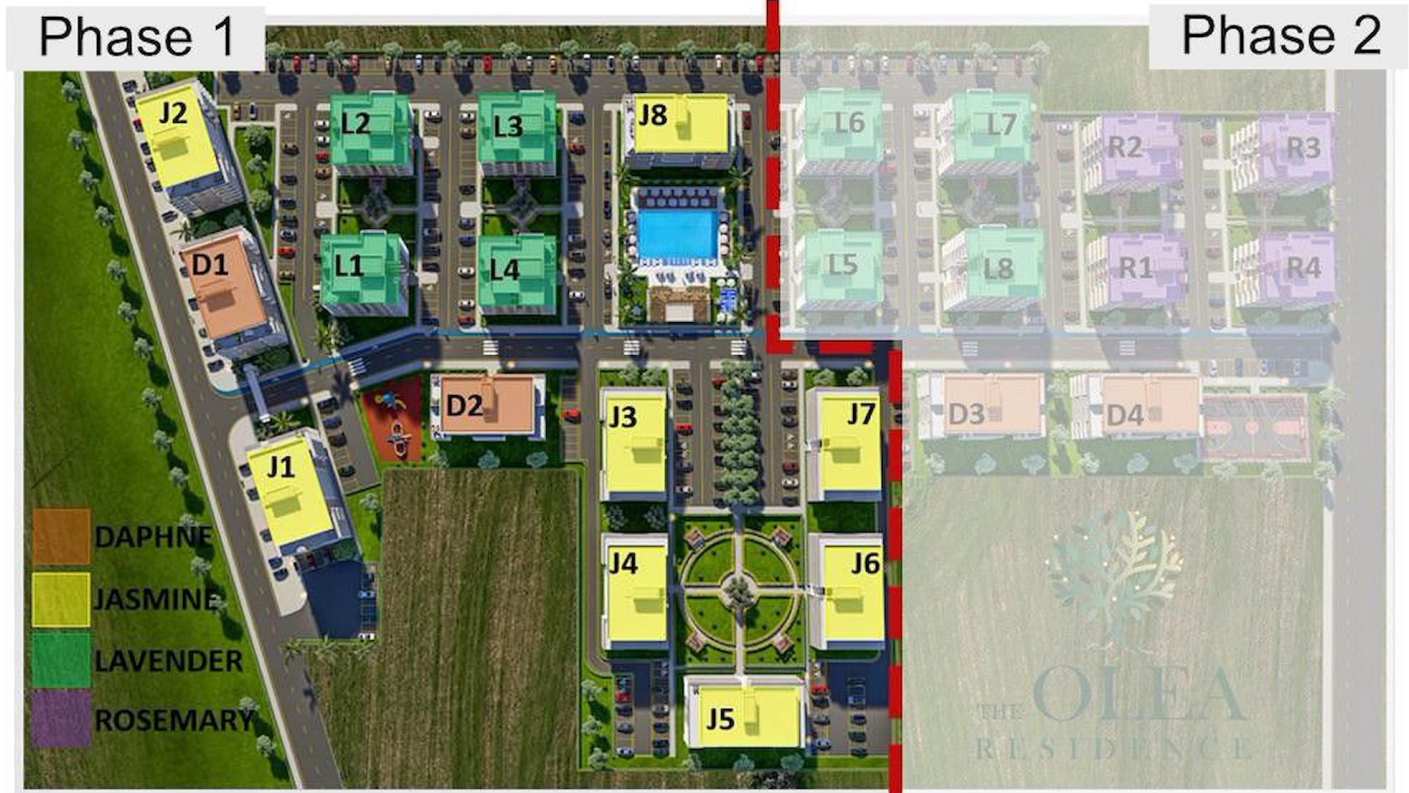 Phase 1
Phase 2
J2
L2
L3
J8
L6
L7
R2
R3
D1
L1
L4
L5
L8
R1
R4
D2
J3
J7
D3
D4
J1
J4
J6
J5
DAPHNE
JASMINE
LAVENDER
ROSEMARY
THE OLEA
RESIDENCE